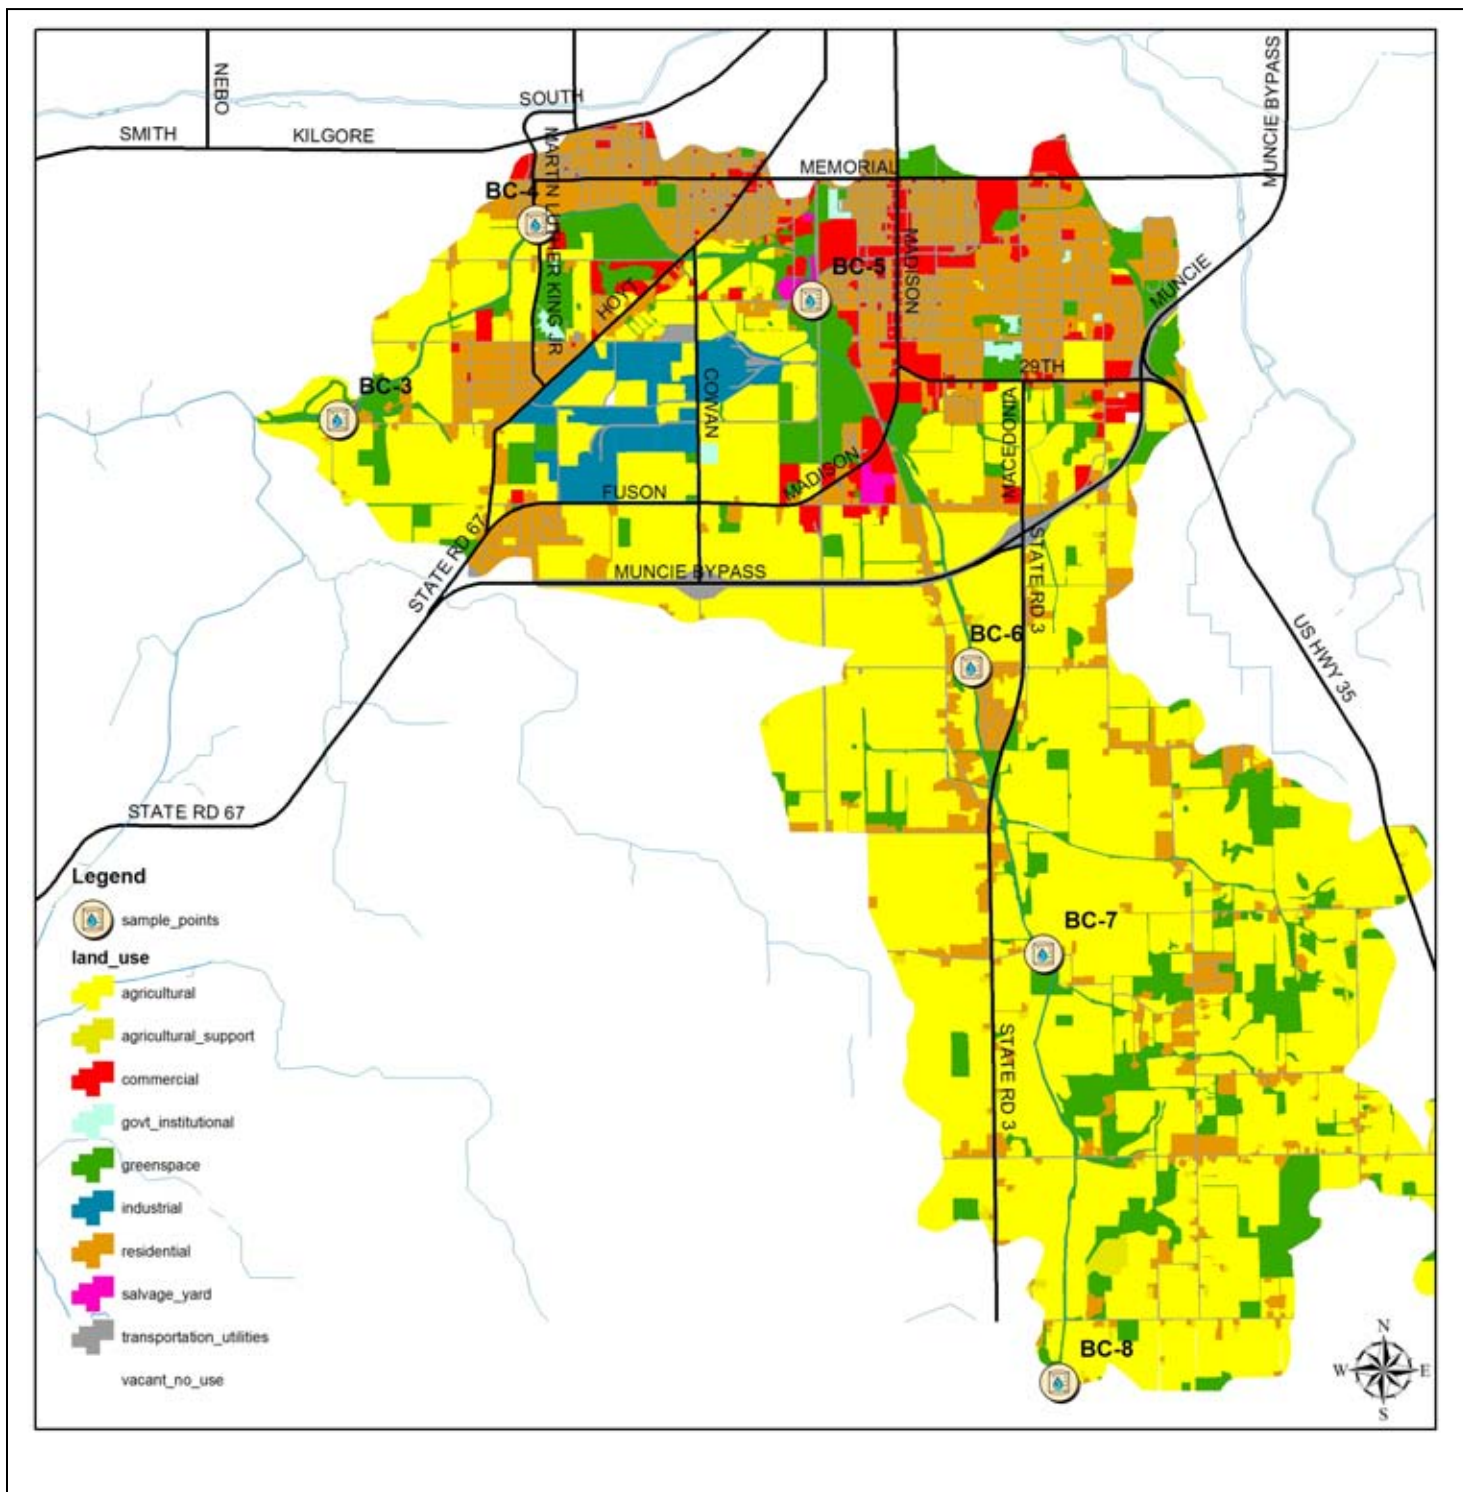 NEBO
SOUTH
MUNCIE BYPASS
SMITH
KILGORE
MARTIN LUTHER KING JR
MEMORIAL
BC-4
BC-5
MADISON
HOYT
MUNCIE
BC-3
COWAN
29TH
MACEDONIA
MADISON
FUSON
STATE RD 67
MUNCIE BYPASS
STATE RD 3
BC-6
US HWY 35
STATE RD 67
BC-7
STATE RD 3
BC-8
Legend
sample_points
land_use
agricultural
agricultural_support
commercial
govt_institutional
greenspace
industrial
residential
salvage_yard
transportation_utilities
vacant_no_use
N
W E
S